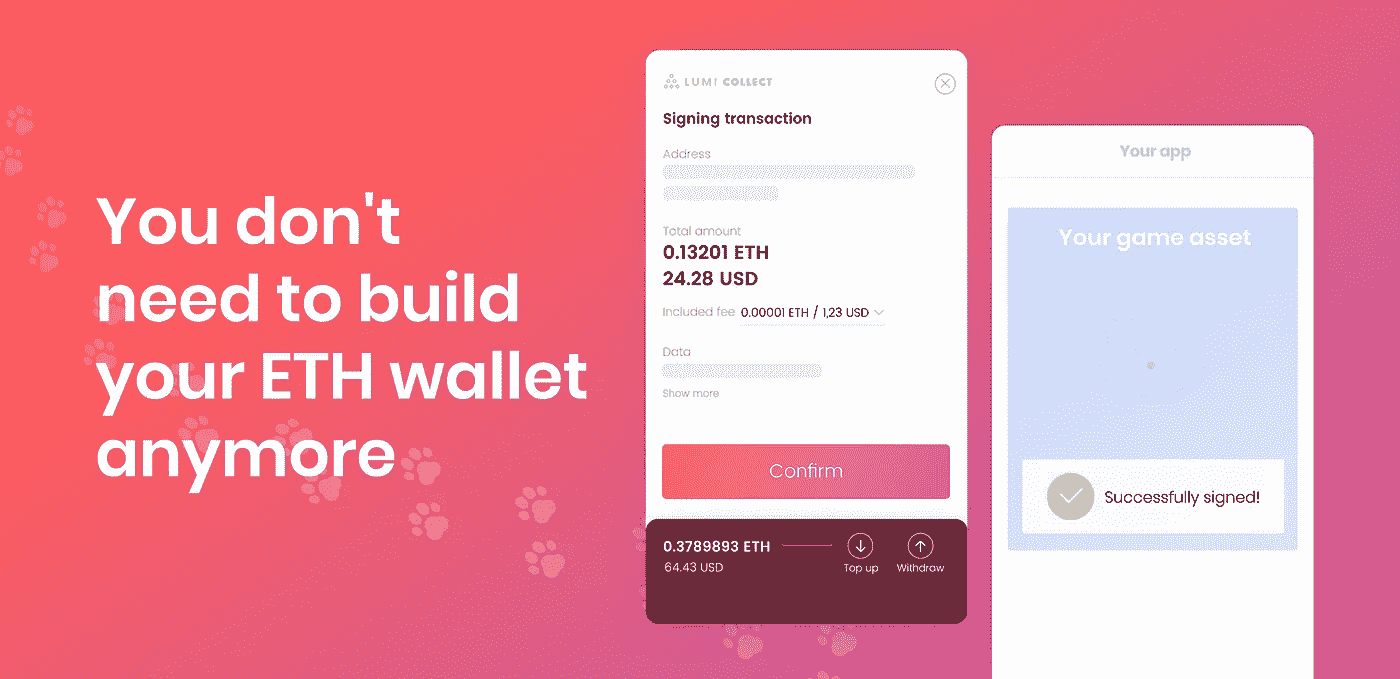 You don't
need to build
your ETH wallet
anymore
LUMI COLLECT
Signing transaction
Address
Total amount
0.13201 ETH
24.28 USD
Included fee 0.00001 ETH / 1,23 USD
Data
Show more
Confirm
0.3789893 ETH
64.43 USD
Top up
Withdraw
Your app
Your game asset
Successfully signed!